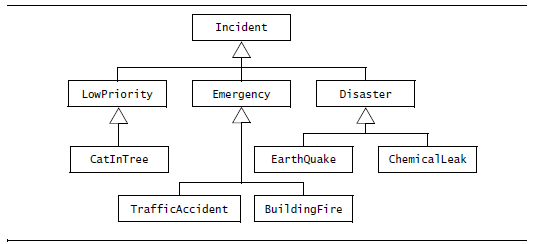 Incident
LowPriority Emergency Disaster
CatInTree EarthQuake ChemicalLeak
TrafficAccident BuildingFire